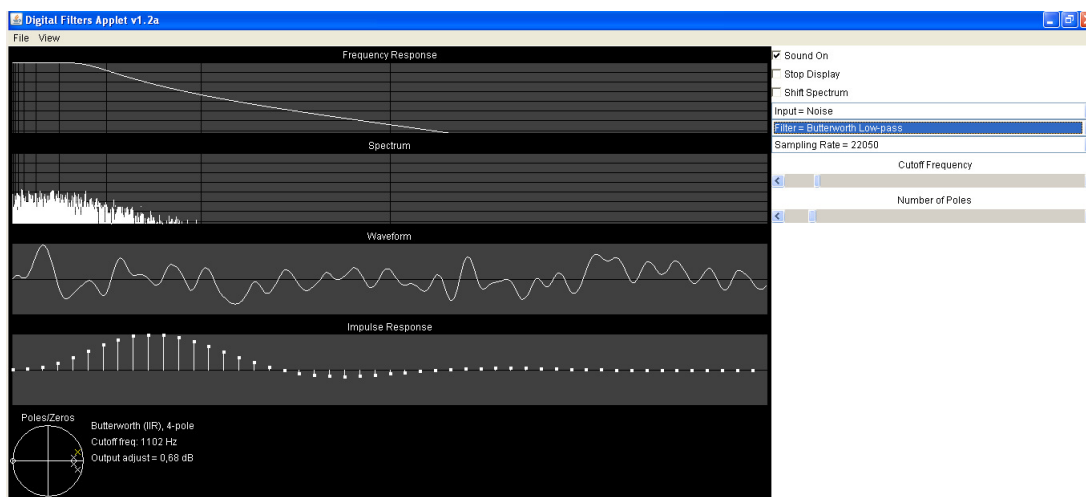 Digital Filters Applet v1.2a
File View
Frequency Response
Spectrum
Waveform
Impulse Response
Poles/Zeros
Butterworth (IIR), 4-pole
Cutoff freq: 1102 Hz
Output adjust = 0,68 dB
Sound On
Stop Display
Shift Spectrum
Input = Noise
Filter = Butterworth Low-pass
Sampling Rate = 22050
Cutoff Frequency
Number of Poles